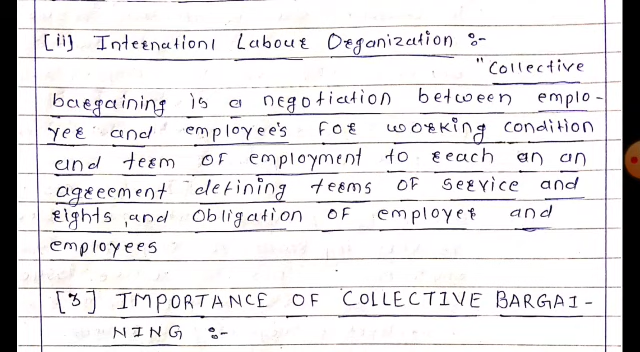 [ii] Internation1 Labour Organization :-
"Collective
bargaining is a negotiation between emplo-
yer and employee's For working condition
and term OF employment to reach an an
agreement defining terms OF service and
rights, and Obligation OF employer and
employees
[3] IMPORTANCE OF COLLECTIVE BARGAI-
NING :-